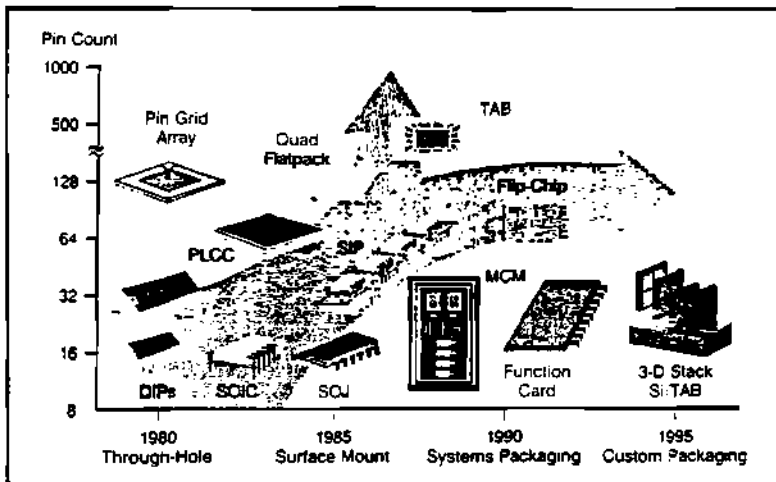 Pin Count
1000
500
128
64
32
16
8
Pin Grid
Array
Quad
Flatpack
TAB
Flip-Chip
PLCC
SIP
MCM
DIPs
SOIC
SOJ
Function
Card
3-D Stack
Si:TAB
1980
1985
1990
1995
Through-Hole
Surface Mount
Systems Packaging
Custom Packaging